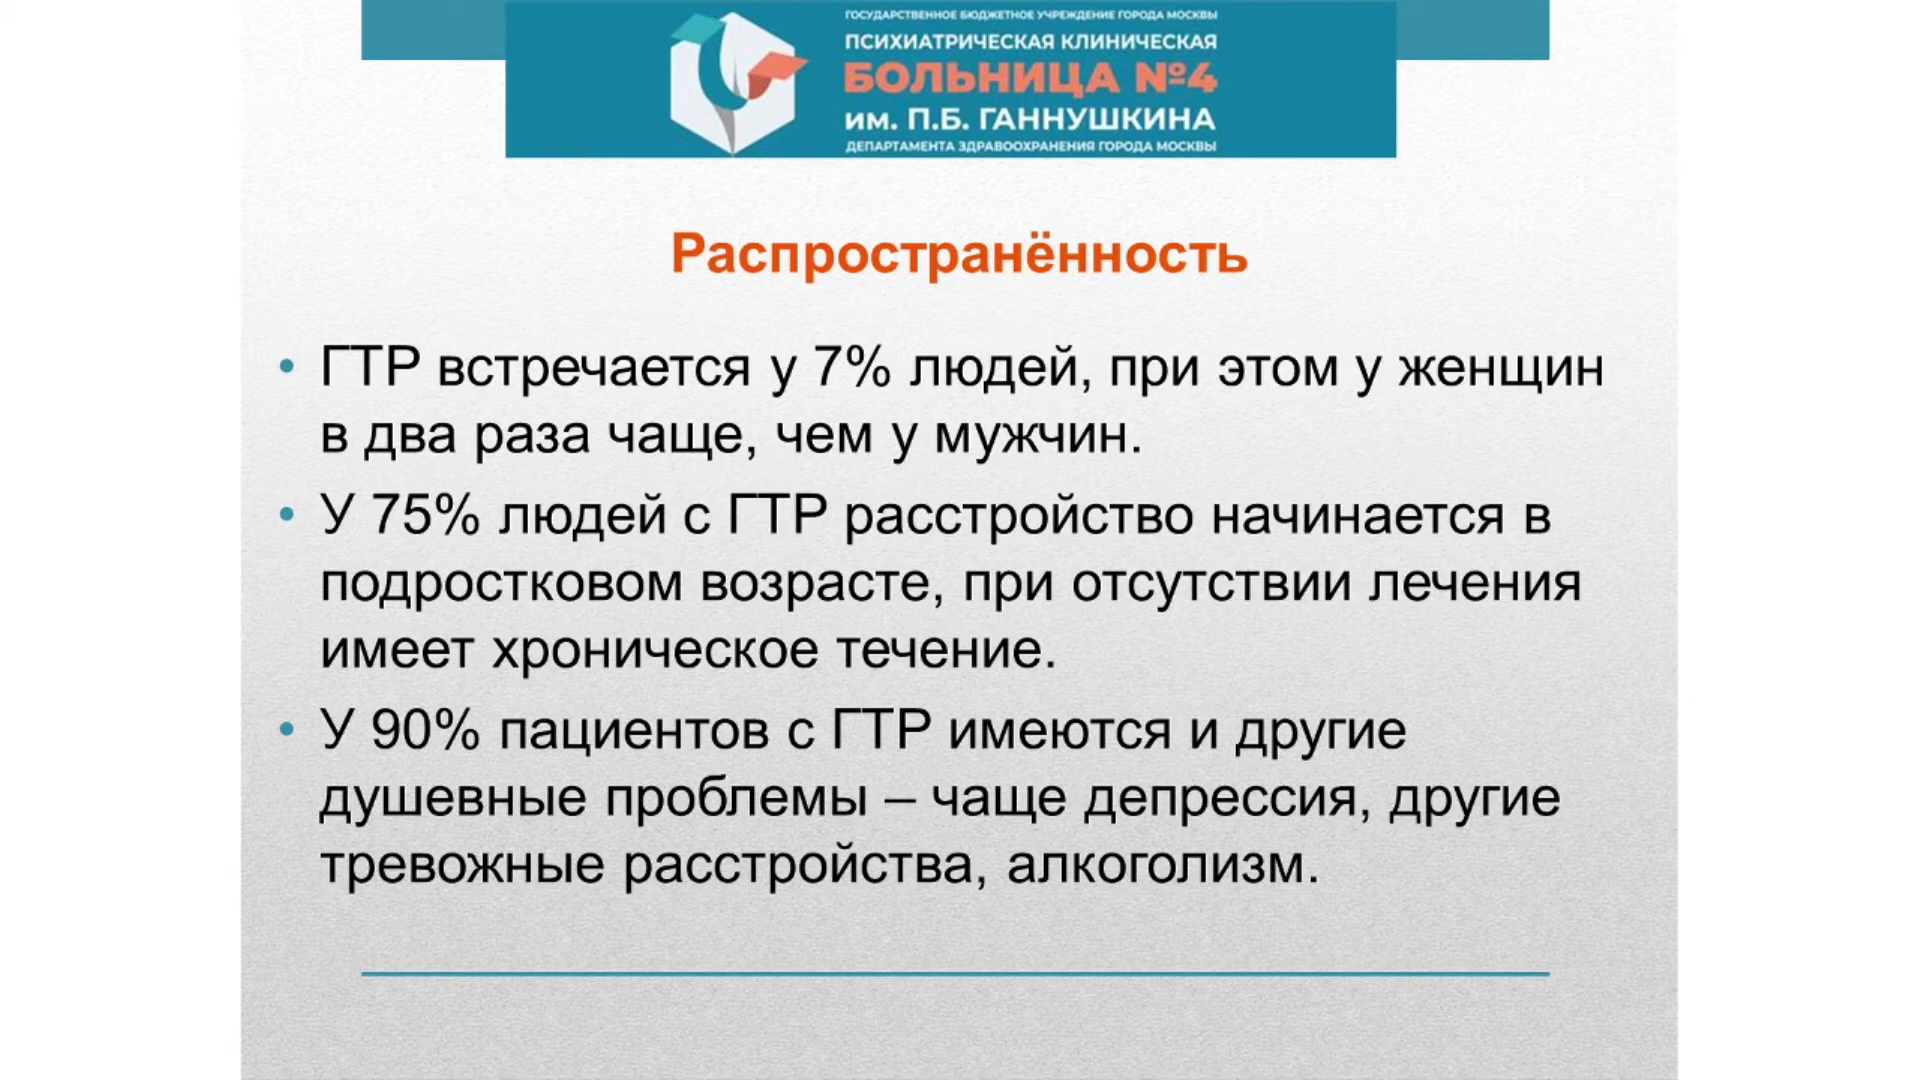 ГОСУДАРСТВЕННОЕ БЮДЖЕТНОЕ УЧРЕЖДЕНИЕ ГОРОДА МОСКВЫ
ПСИХИАТРИЧЕСКАЯ КЛИНИЧЕСКАЯ
БОЛЬНИЦА №4
им. П.Б. ГАННУШКИНА
ДЕПАРТАМЕНТА ЗДРАВООХРАНЕНИЯ ГОРОДА МОСКВЫ
Распространённость
• ГТР встречается у 7% людей, при этом у женщин
в два раза чаще, чем у мужчин.
• У 75% людей с ГТР расстройство начинается в
подростковом возрасте, при отсутствии лечения
имеет хроническое течение.
• У 90% пациентов с ГТР имеются и другие
душевные проблемы – чаще депрессия, другие
тревожные расстройства, алкоголизм.